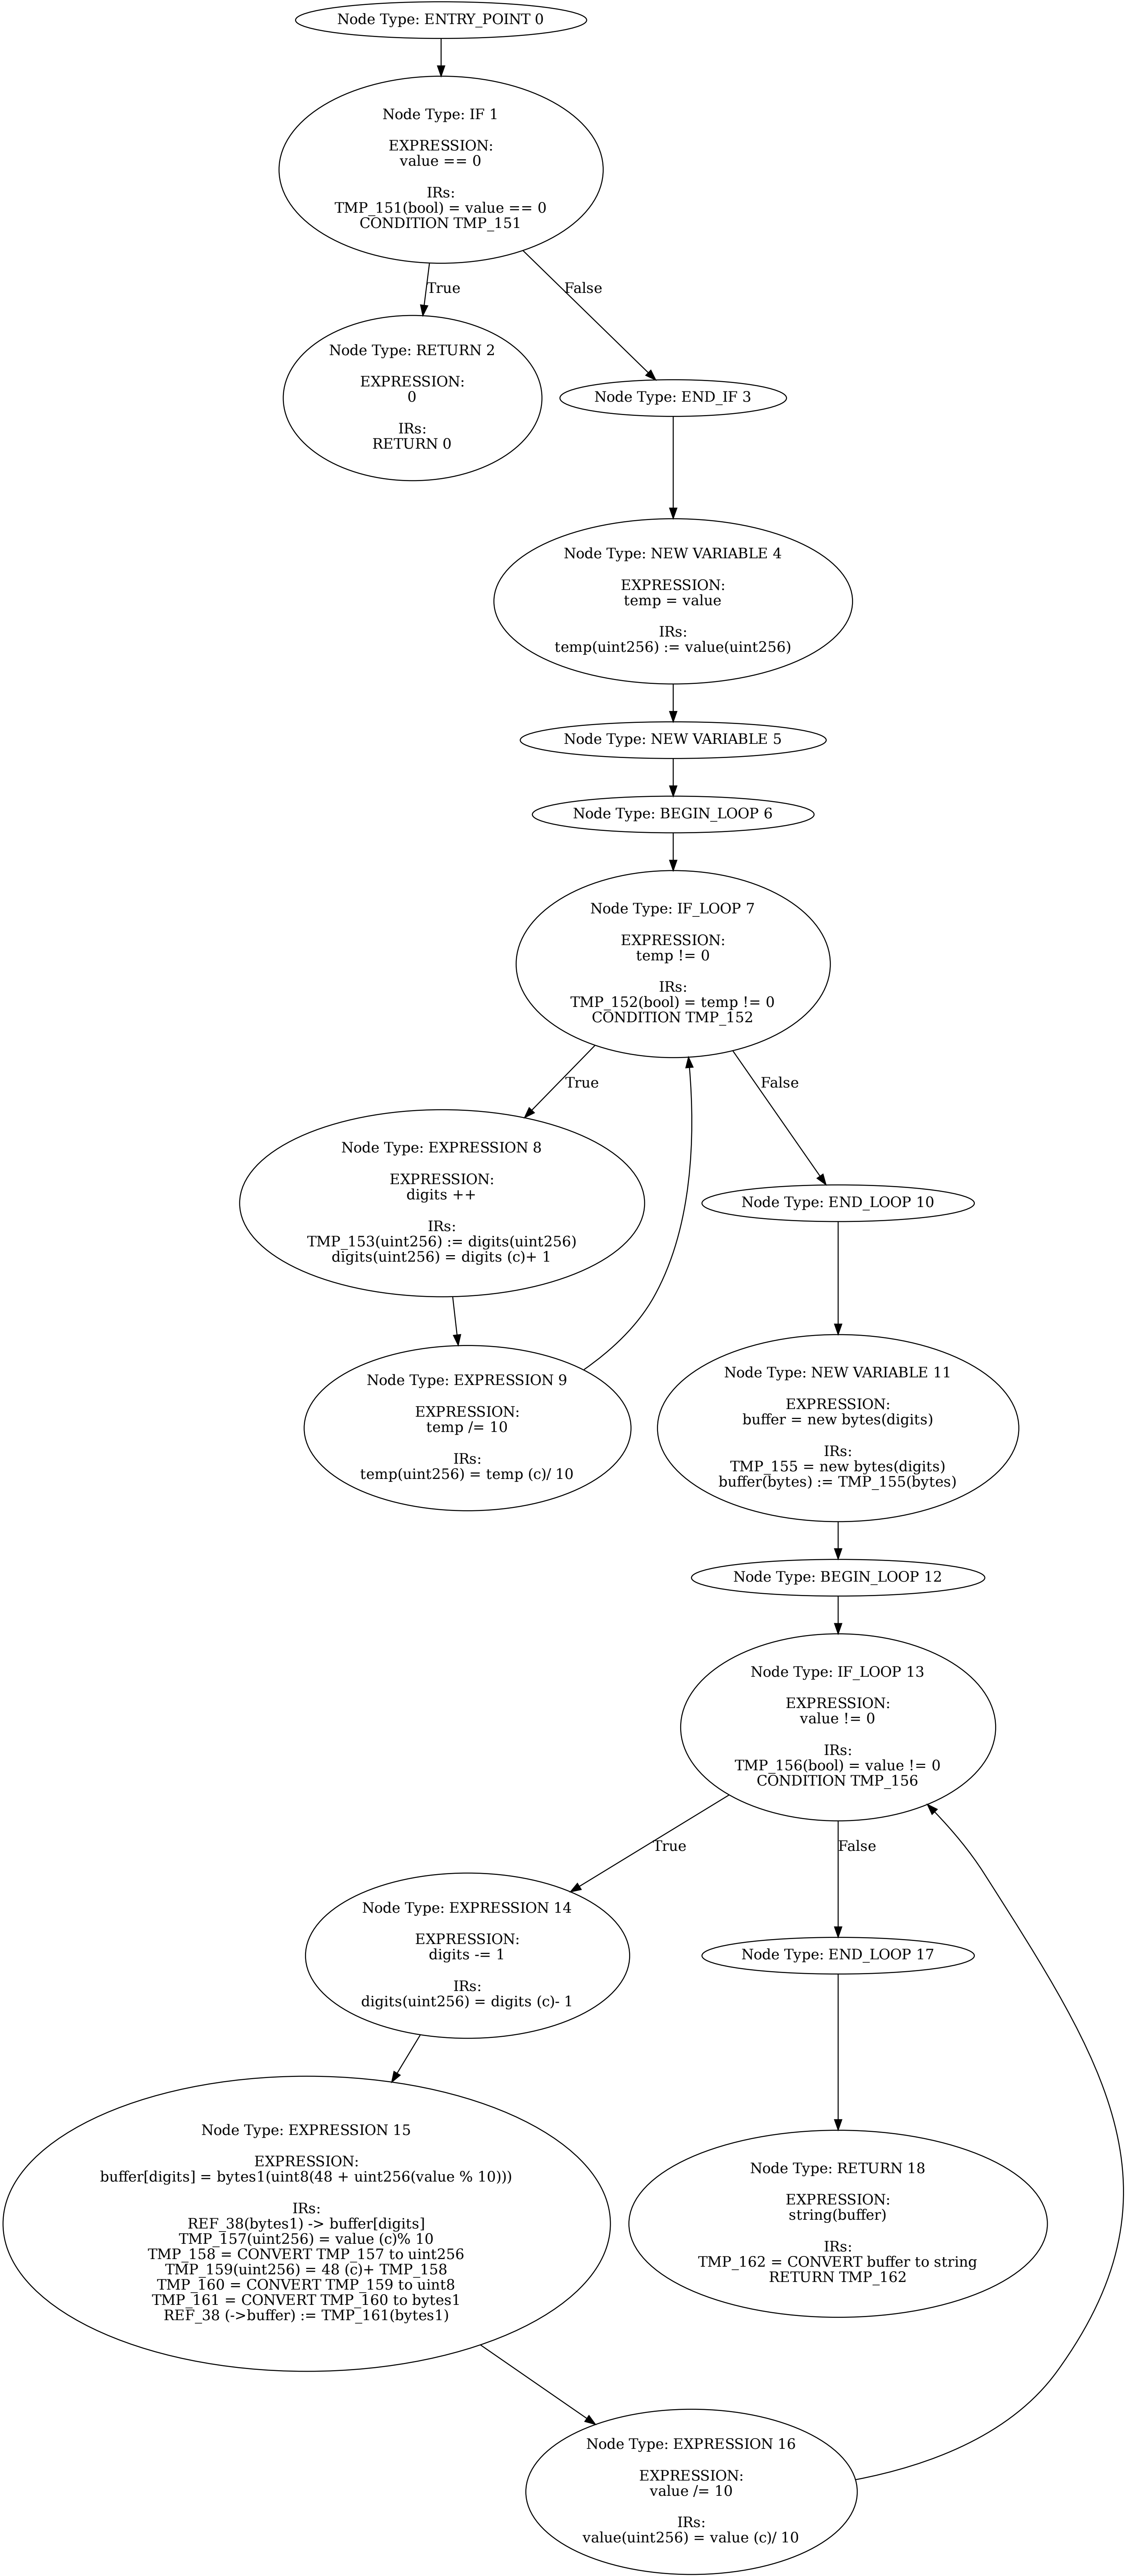 Node Type: ENTRY_POINT 0
Node Type: IF 1
EXPRESSION:
value == 0
IRs:
TMP_151(bool) = value == 0
CONDITION TMP_151
True
False
Node Type: RETURN 2
EXPRESSION:
0
IRs:
RETURN 0
Node Type: END_IF 3
Node Type: NEW VARIABLE 4
EXPRESSION:
temp = value
IRs:
temp(uint256) := value(uint256)
Node Type: NEW VARIABLE 5
Node Type: BEGIN_LOOP 6
Node Type: IF_LOOP 7
EXPRESSION:
temp != 0
IRs:
TMP_152(bool) = temp != 0
CONDITION TMP_152
True
False
Node Type: EXPRESSION 8
EXPRESSION:
digits ++
IRs:
TMP_153(uint256) := digits(uint256)
digits(uint256) = digits (c)+ 1
Node Type: END_LOOP 10
Node Type: EXPRESSION 9
EXPRESSION:
temp /= 10
IRs:
temp(uint256) = temp (c)/ 10
Node Type: NEW VARIABLE 11
EXPRESSION:
buffer = new bytes(digits)
IRs:
TMP_155 = new bytes(digits)
buffer(bytes) := TMP_155(bytes)
Node Type: BEGIN_LOOP 12
Node Type: IF_LOOP 13
EXPRESSION:
value != 0
IRs:
TMP_156(bool) = value != 0
CONDITION TMP_156
True
False
Node Type: EXPRESSION 14
EXPRESSION:
digits -= 1
IRs:
digits(uint256) = digits (c)- 1
Node Type: END_LOOP 17
Node Type: EXPRESSION 15
EXPRESSION:
buffer[digits] = bytes1(uint8(48 + uint256(value % 10)))
IRs:
REF_38(bytes1) -> buffer[digits]
TMP_157(uint256) = value (c)% 10
TMP_158 = CONVERT TMP_157 to uint256
TMP_159(uint256) = 48 (c)+ TMP_158
TMP_160 = CONVERT TMP_159 to uint8
TMP_161 = CONVERT TMP_160 to bytes1
REF_38 (->buffer) := TMP_161(bytes1)
Node Type: RETURN 18
EXPRESSION:
string(buffer)
IRs:
TMP_162 = CONVERT buffer to string
RETURN TMP_162
Node Type: EXPRESSION 16
EXPRESSION:
value /= 10
IRs:
value(uint256) = value (c)/ 10